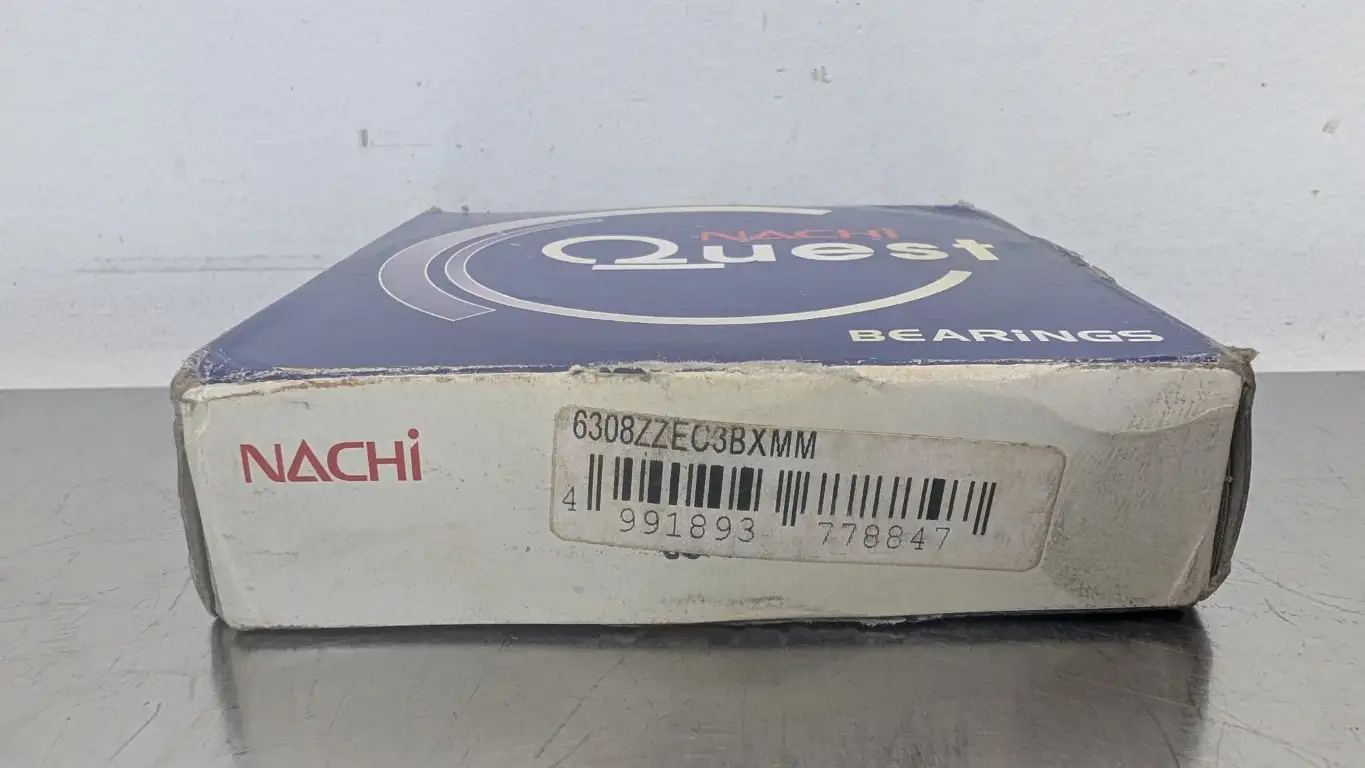 NACHi
Quest
BEARiNGS
NACHi
6308ZZEC3BXMM
4 991893 778847